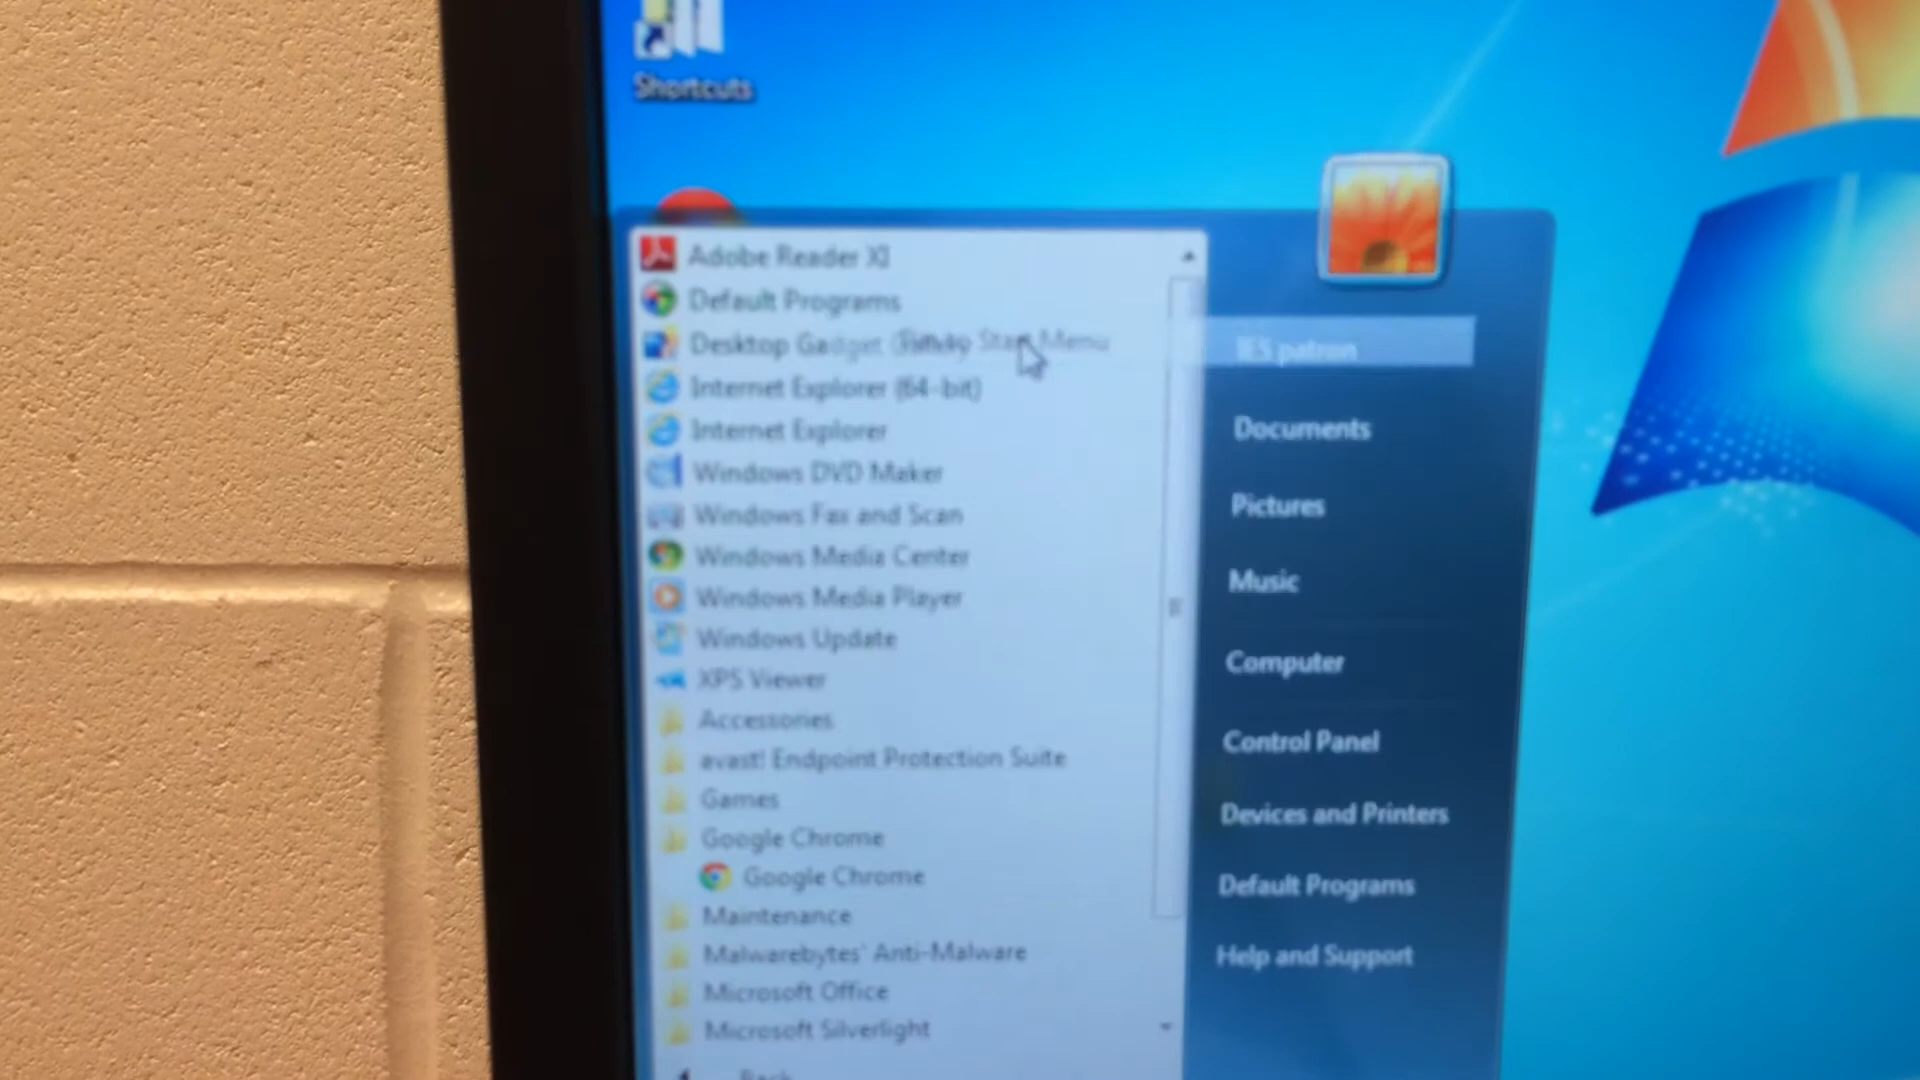 Shortcuts
Adobe Reader XI
Default Programs
Desktop Gadget Start Menu
Internet Explorer (64-bit)
Internet Explorer
Windows DVD Maker
Windows Fax and Scan
Windows Media Center
Windows Media Player
Windows Update
XPS Viewer
Accessories
avast! Endpoint Protection Suite
Games
Google Chrome
Google Chrome
Maintenance
Malwarebytes' Anti-Malware
Microsoft Office
Microsoft Silverlight
Back
patron
Documents
Pictures
Music
Computer
Control Panel
Devices and Printers
Default Programs
Help and Support